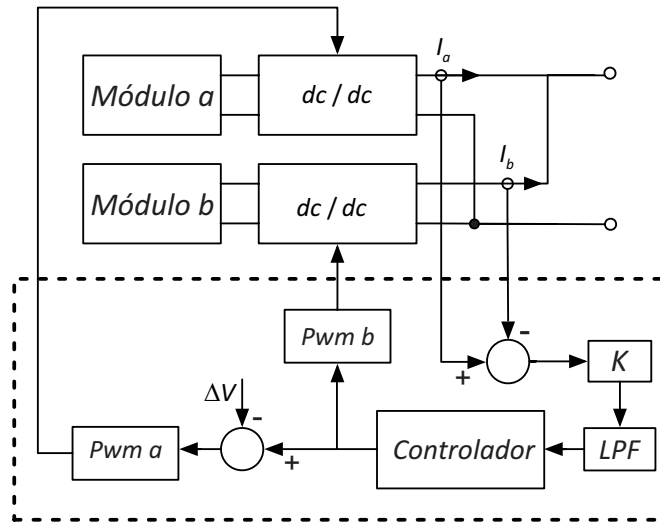 I_a
Módulo a
dc / dc
I_b
Módulo b
dc / dc
Pwm b
-
+
K
ΔV
-
Pwm a
+
Controlador
LPF